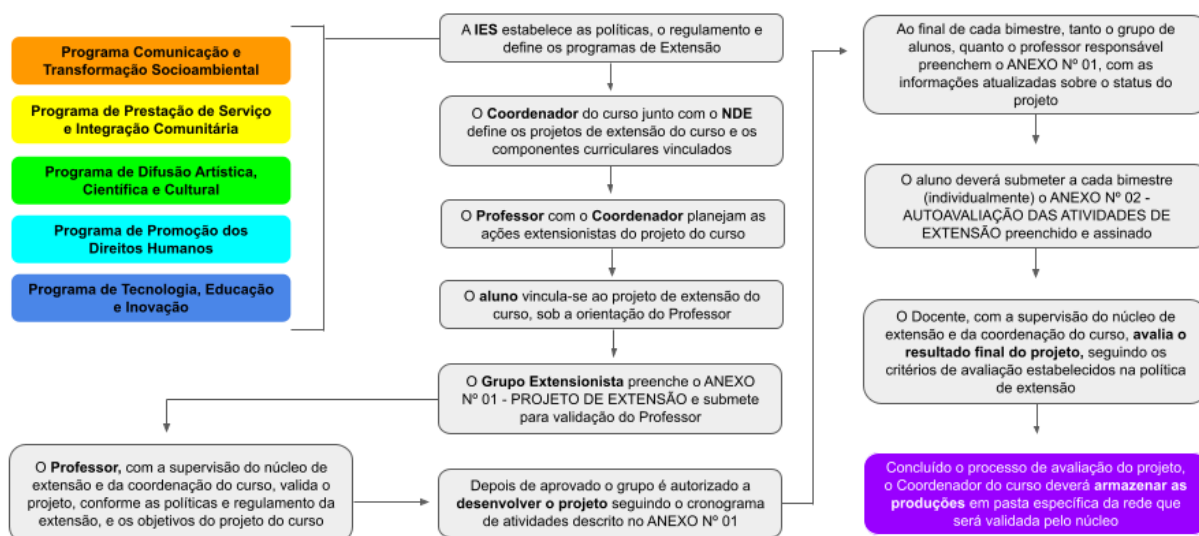 Programa Comunicação e
Transformação Socioambiental
Programa de Prestação de Serviço
e Integração Comunitária
Programa de Difusão Artística,
Científica e Cultural
Programa de Promoção dos
Direitos Humanos
Programa de Tecnologia, Educação
e Inovação
A IES estabelece as políticas, o regulamento e
define os programas de Extensão
O Coordenador do curso junto com o NDE
define os projetos de extensão do curso e os
componentes curriculares vinculados
O Professor com o Coordenador planejam as
ações extensionistas do projeto do curso
O aluno vincula-se ao projeto de extensão do
curso, sob a orientação do Professor
O Grupo Extensionista preenche o ANEXO
Nº 01 - PROJETO DE EXTENSÃO e submete
para validação do Professor
O Professor, com a supervisão do núcleo de
extensão e da coordenação do curso, valida o
projeto, conforme as políticas e regulamento da
extensão, e os objetivos do projeto do curso
Depois de aprovado o grupo é autorizado a
desenvolver o projeto seguindo o cronograma
de atividades descrito no ANEXO Nº 01
Ao final de cada bimestre, tanto o grupo de
alunos, quanto o professor responsável
preenchem o ANEXO Nº 01, com as
informações atualizadas sobre o status do
projeto
O aluno deverá submeter a cada bimestre
(individualmente) o ANEXO Nº 02 -
AUTOAVALIAÇÃO DAS ATIVIDADES DE
EXTENSÃO preenchido e assinado
O Docente, com a supervisão do núcleo de
extensão e da coordenação do curso, avalia o
resultado final do projeto, seguindo os
critérios de avaliação estabelecidos na política
de extensão
Concluído o processo de avaliação do projeto,
o Coordenador do curso deverá armazenar as
produções em pasta específica da rede que
será validada pelo núcleo